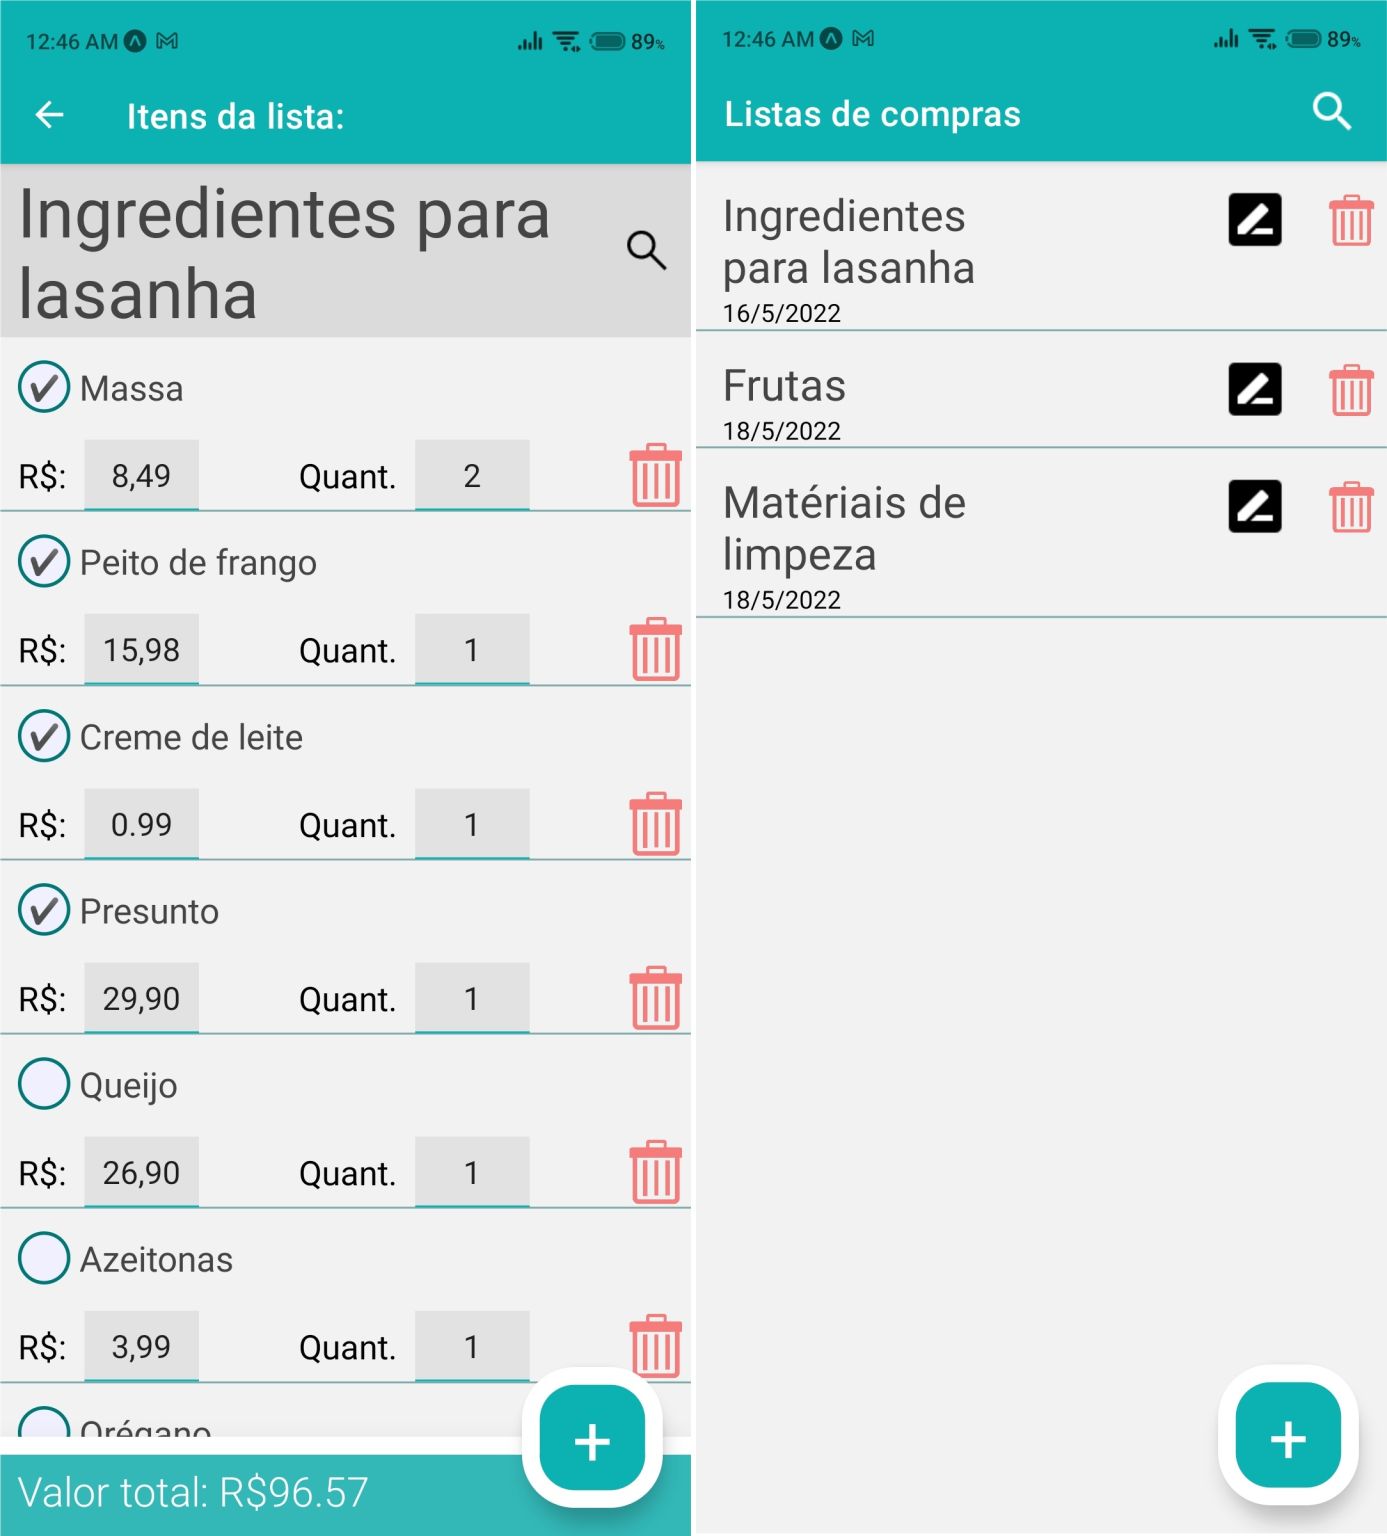 12:46 AM
89%
Itens da lista:
Ingredientes para
lasanha
Massa
R$: 8,49 Quant. 2
Peito de frango
R$: 15,98 Quant. 1
Creme de leite
R$: 0.99 Quant. 1
Presunto
R$: 29,90 Quant. 1
Queijo
R$: 26,90 Quant. 1
Azeitonas
R$: 3,99 Quant. 1
Orégano
+
Valor total: R$96.57
12:46 AM
89%
Listas de compras
Ingredientes
para lasanha
16/5/2022
Frutas
18/5/2022
Matériais de
limpeza
18/5/2022
+